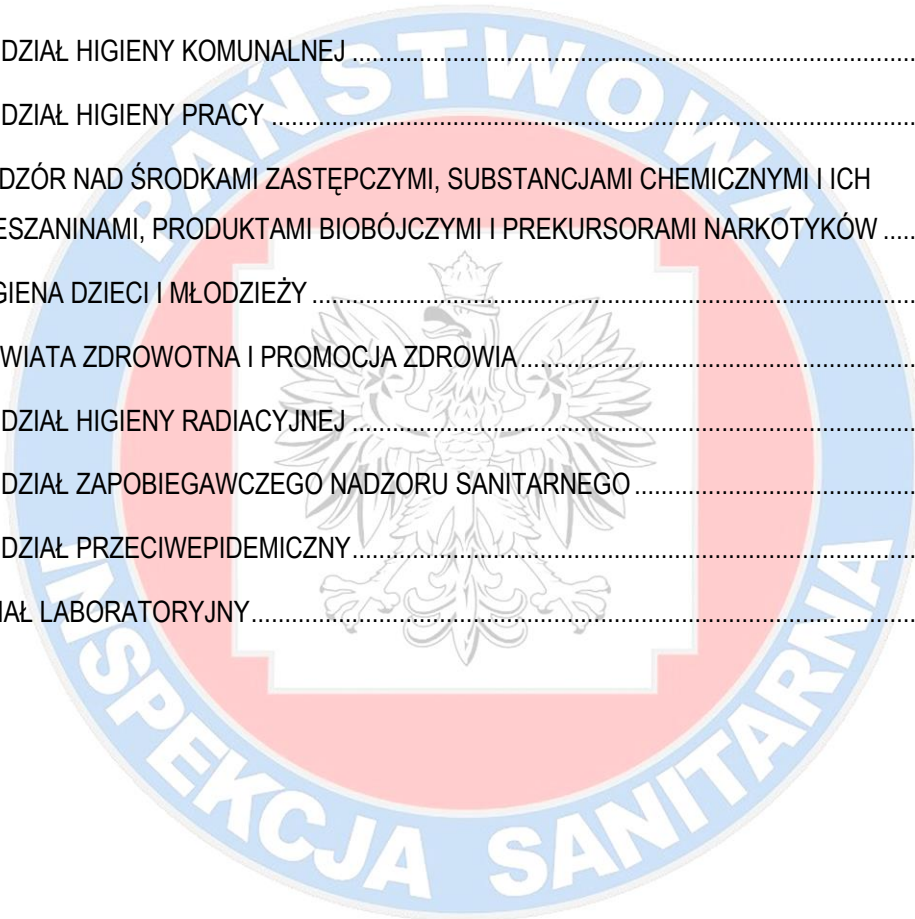 DZIAŁ HIGIENY KOMUNALNEJ ....................................................................................
DZIAŁ HIGIENY PRACY ................................................................................................
DZÓR NAD ŚRODKAMI ZASTĘPCZYMI, SUBSTANCJAMI CHEMICZNYMI I ICH
ESZANINAMI, PRODUKTAMI BIOBÓJCZYMI I PREKURSORAMI NARKOTYKÓW .....
GIENA DZIECI I MŁODZIEŻY ..........................................................................................
WIATA ZDROWOTNA I PROMOCJA ZDROWIA ...........................................................
DZIAŁ HIGIENY RADIACYJNEJ ....................................................................................
DZIAŁ ZAPOBIEGAWCZEGO NADZORU SANITARNEGO ..........................................
DZIAŁ PRZECIWEPIDEMICZNY ....................................................................................
IAŁ LABORATORYJNY ...................................................................................................
PAŃSTWOWA
INSPEKCJA SANITARNA